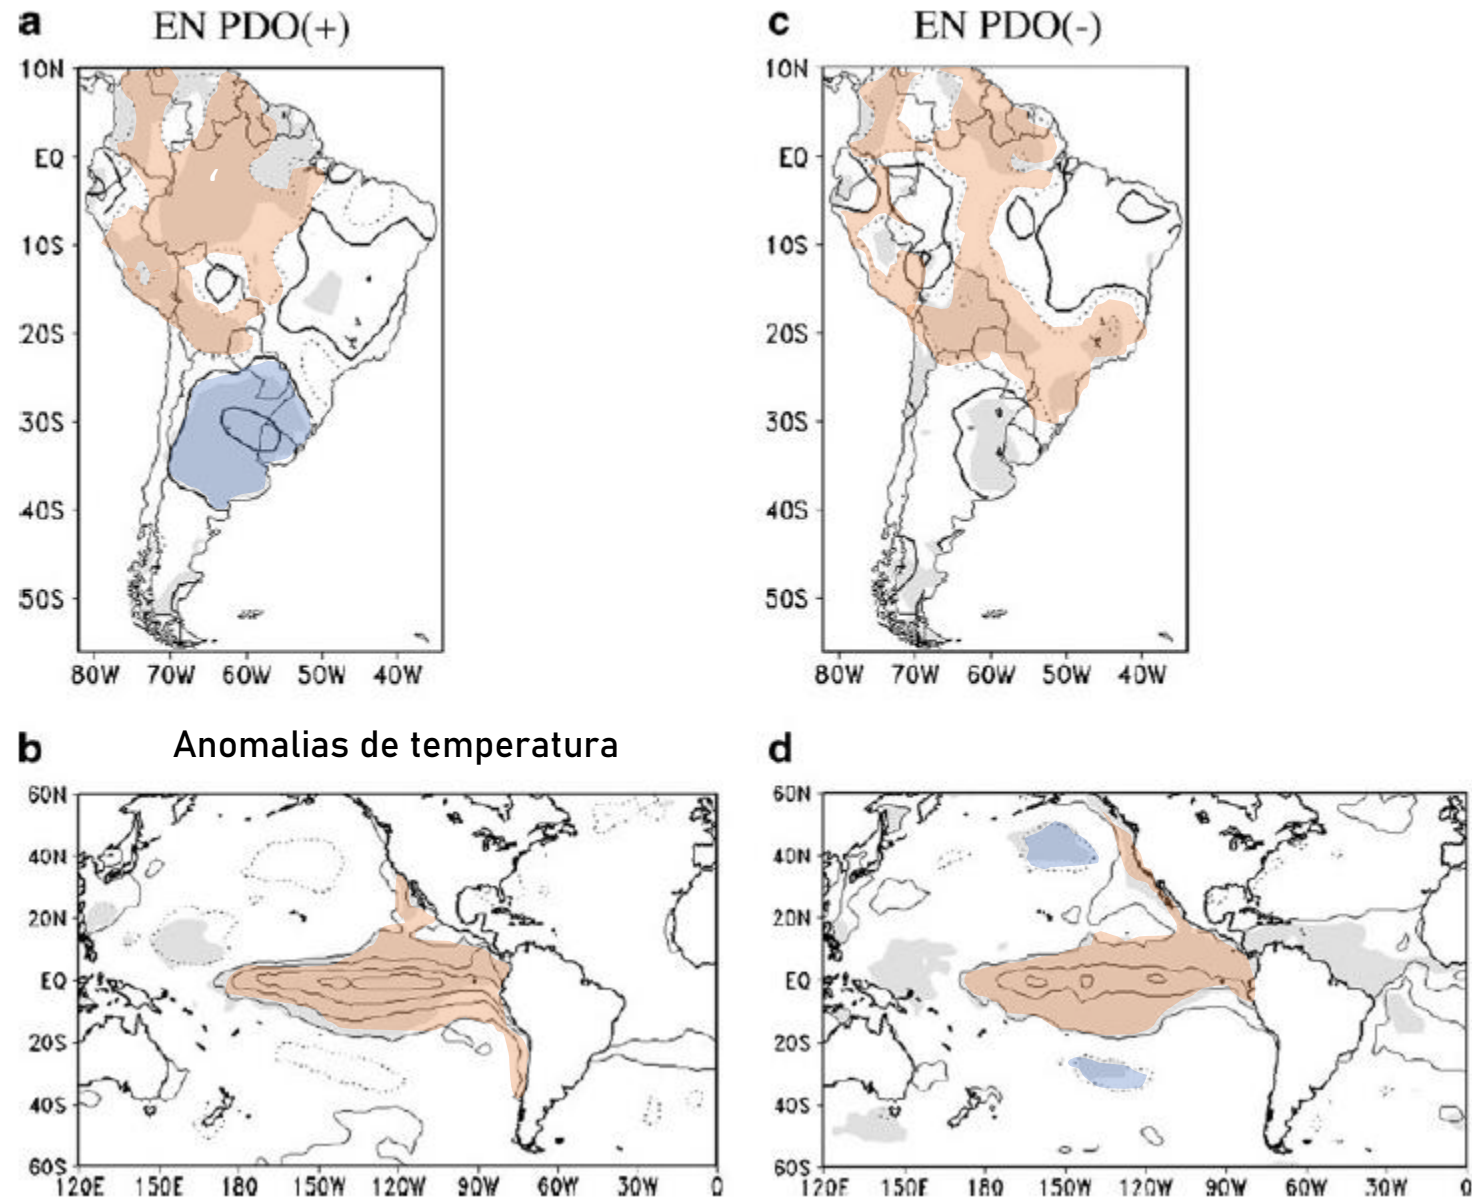 a EN PDO(+)
10N
EQ
10S
20S
30S
40S
50S
80W 70W 60W 50W 40W
c EN PDO(-)
10N
EQ
10S
20S
30S
40S
50S
80W 70W 60W 50W 40W
b Anomalias de temperatura
60N
40N
20N
EQ
20S
40S
60S
120E 150E 180 150W 120W 90W 60W 30W 0
d
60N
40N
20N
EQ
20S
40S
60S
120E 150E 180 150W 120W 90W 60W 30W 0